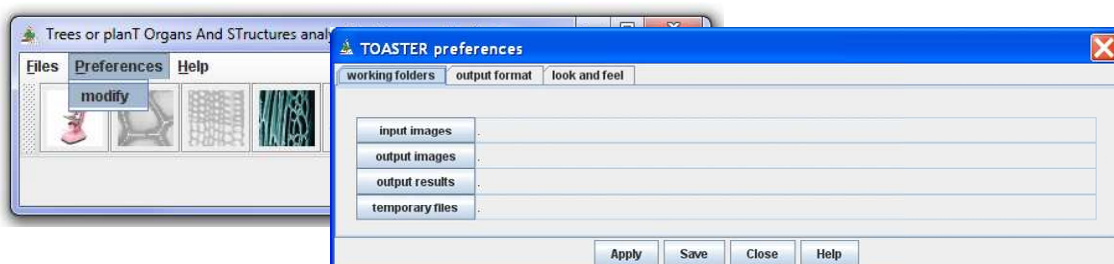 Trees or planT Organs And STructures analy
Files Preferences Help
modify
TOASTER preferences
working folders output format look and feel
input images .
output images .
output results .
temporary files .
Apply Save Close Help